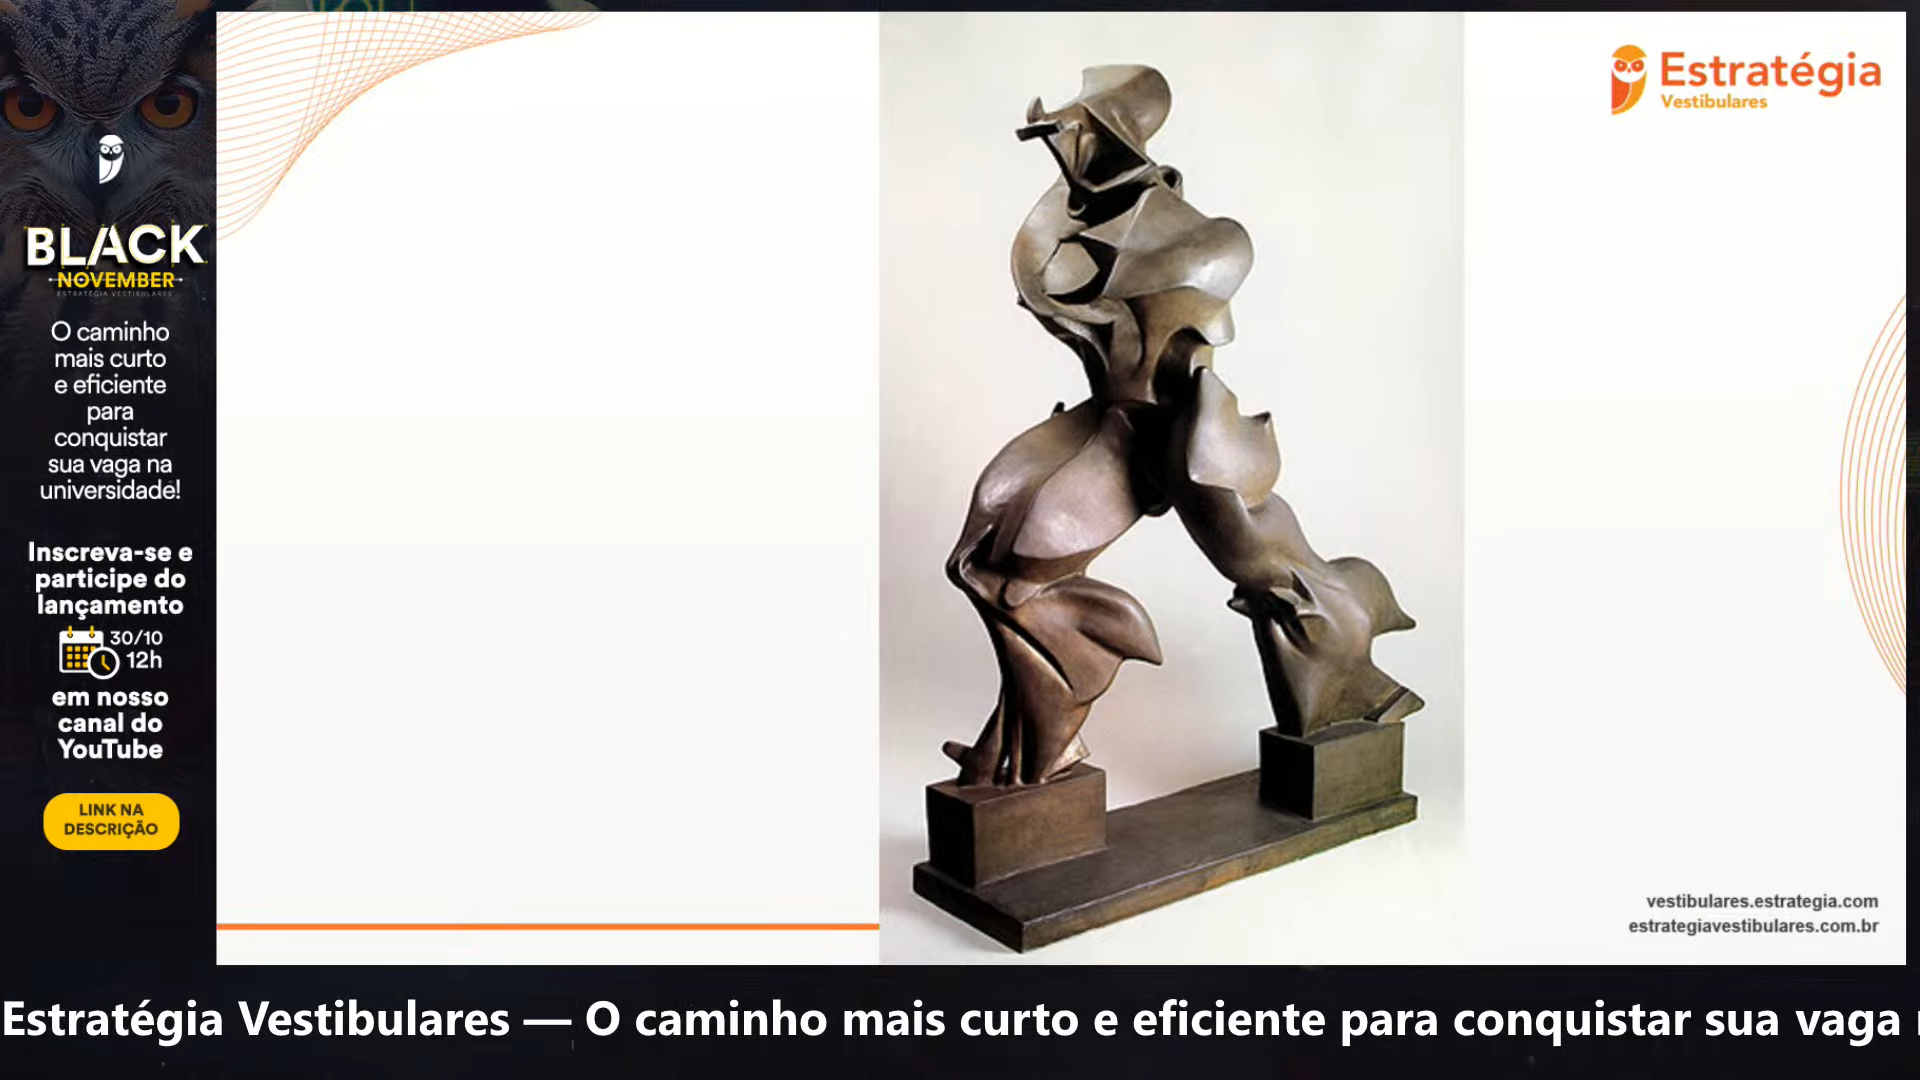 BLACK
NOVEMBER
ESTRATÉGIA VESTIBULARES
O caminho
mais curto
e eficiente
para
conquistar
sua vaga na
universidade!
Inscreva-se e
participe do
lançamento
30/10
12h
em nosso
canal do
YouTube
LINK NA
DESCRIÇÃO
Estratégia
Vestibulares
vestibulares.estrategia.com
estrategiavestibulares.com.br
Estratégia Vestibulares — O caminho mais curto e eficiente para conquistar sua vaga